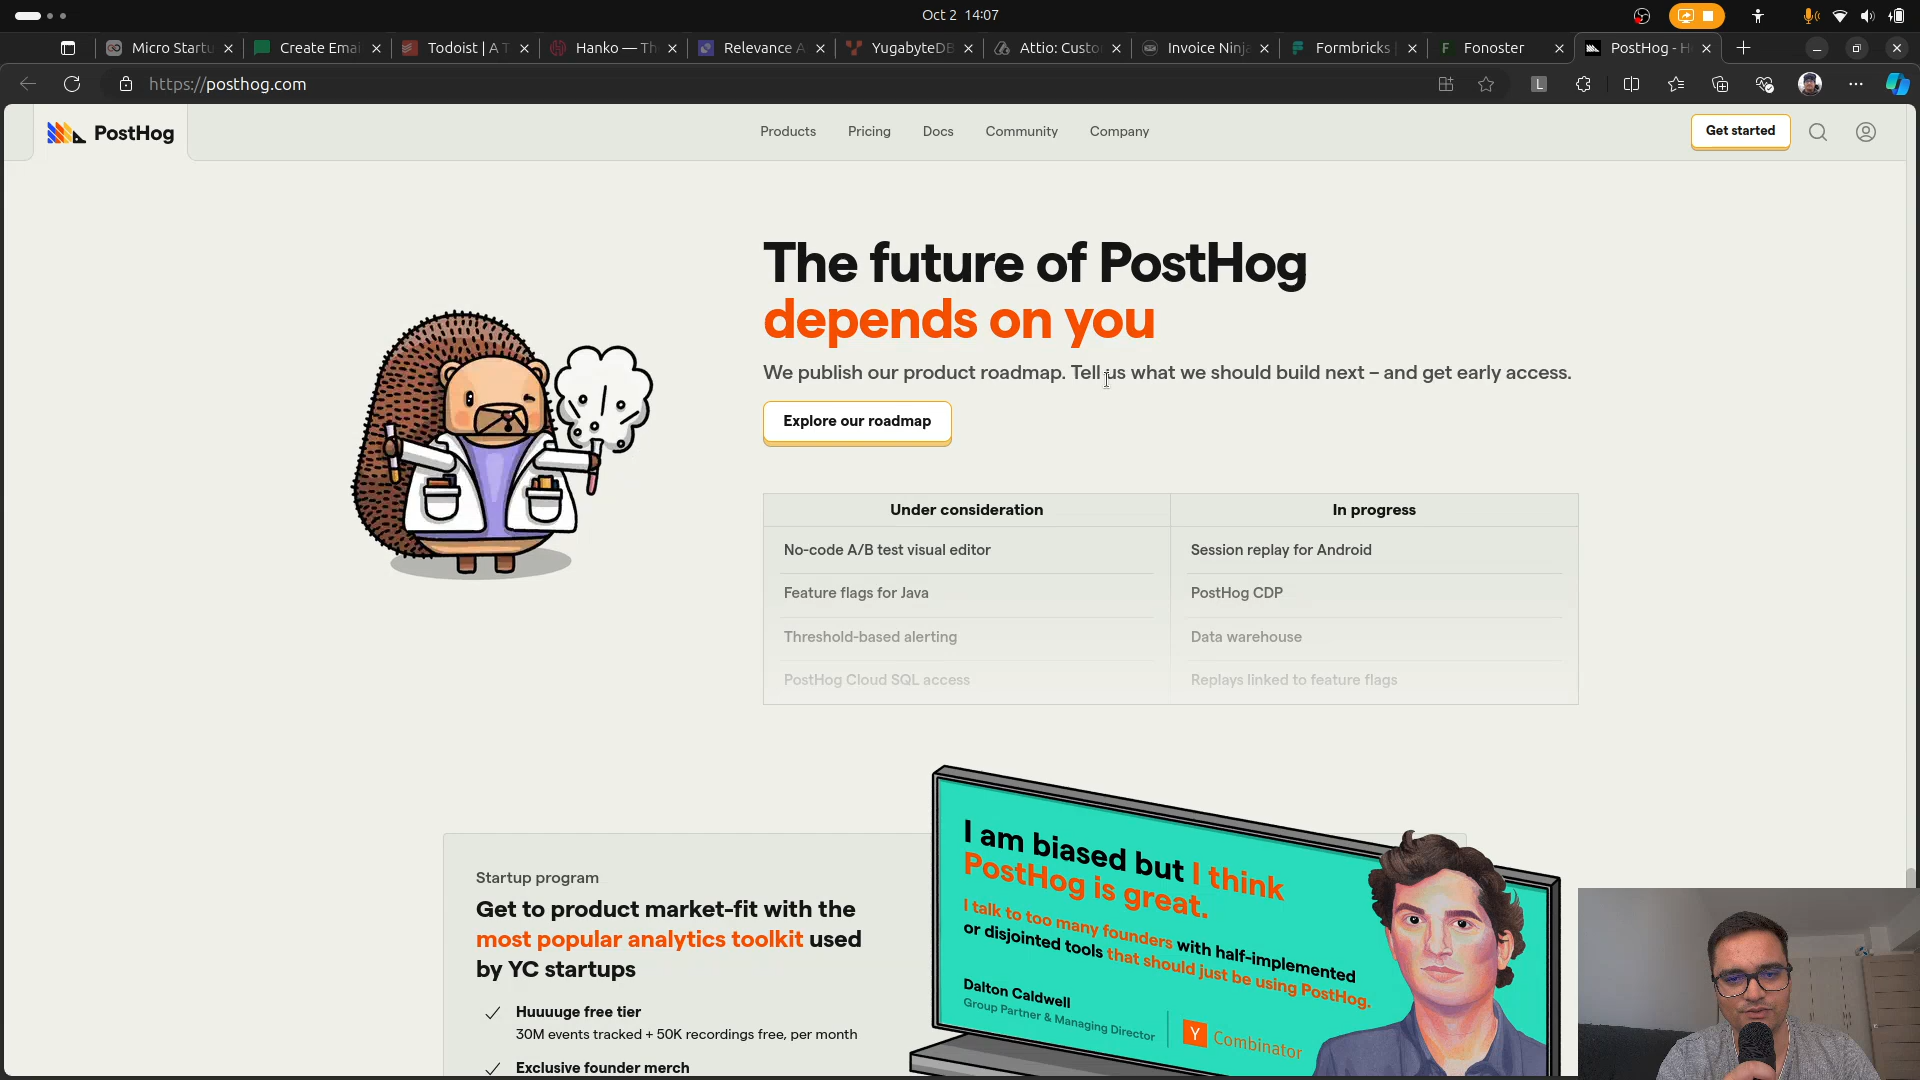 Oct 2 14:07
Micro Startu
Create Emai
Todoist | A T
Hanko — Th
Relevance A
YugabyteDB
Attio: Custo
Invoice Ninja
Formbricks |
Fonoster
PostHog - H
https://posthog.com
L
PostHog
Products
Pricing
Docs
Community
Company
Get started
The future of PostHog
depends on you
We publish our product roadmap. Tell us what we should build next – and get early access.
Explore our roadmap
Under consideration
In progress
No-code A/B test visual editor
Session replay for Android
Feature flags for Java
PostHog CDP
Threshold-based alerting
Data warehouse
PostHog Cloud SQL access
Replays linked to feature flags
Startup program
Get to product market-fit with the
most popular analytics toolkit used
by YC startups
Huuuuge free tier
30M events tracked + 50K recordings free, per month
Exclusive founder merch
I am biased but I think
PostHog is great.
I talk to too many founders with half-implemented
or disjointed tools that should just be using PostHog.
Dalton Caldwell
Group Partner & Managing Director
Y Combinator